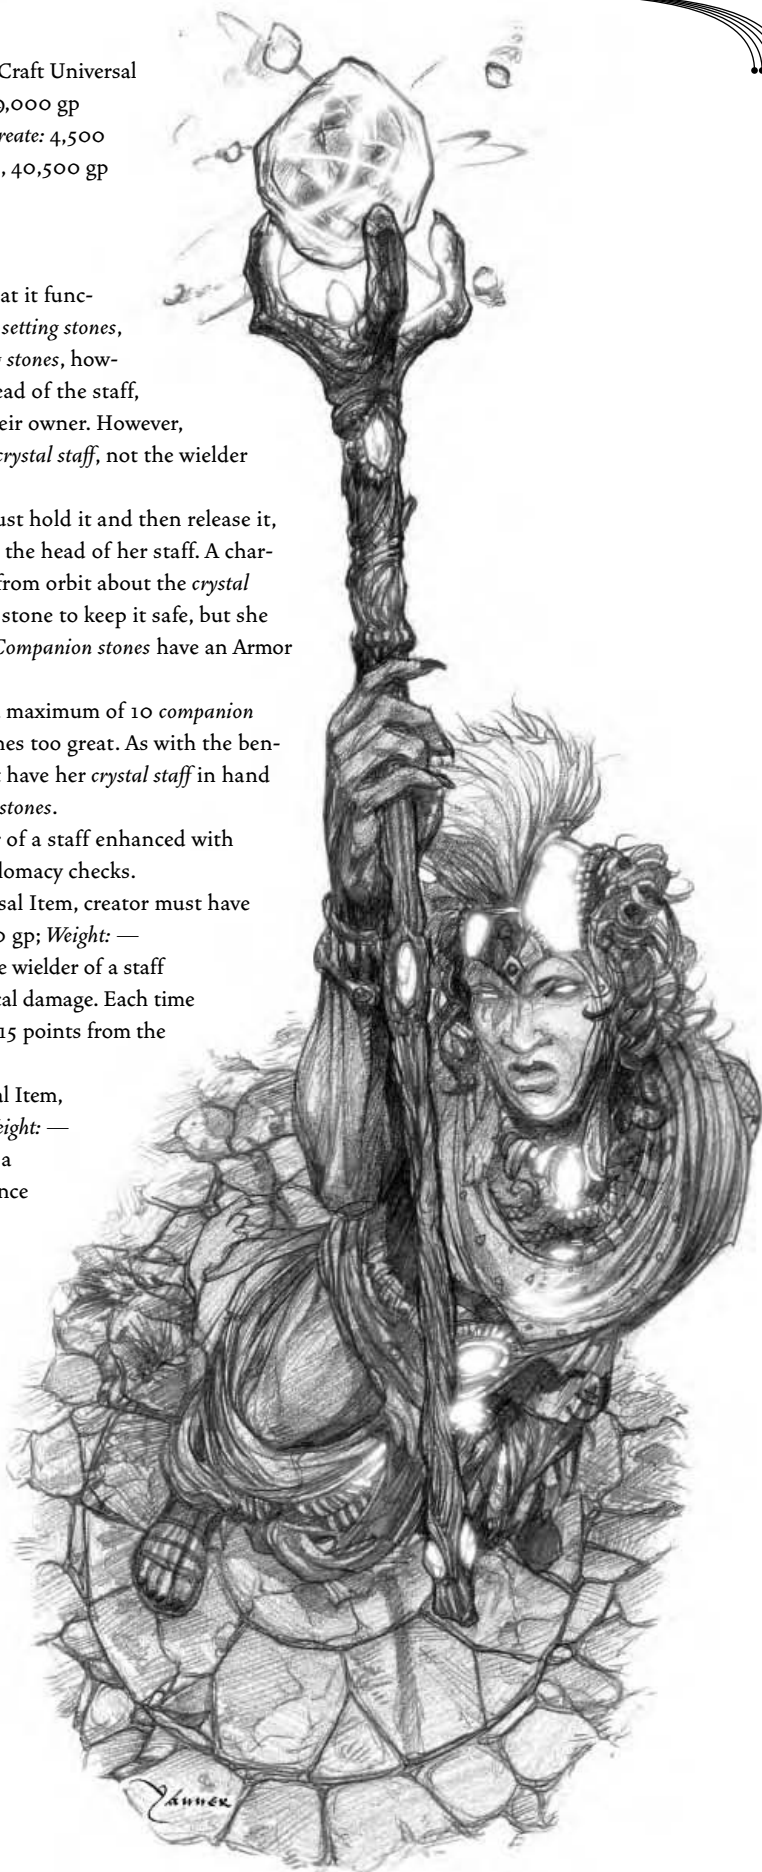 Craft Universal
,000 gp
reate: 4,500
, 40,500 gp
at it func-
setting stones,
stones, how-
ead of the staff,
eir owner. However,
crystal staff, not the wielder
ust hold it and then release it,
the head of her staff. A char-
from orbit about the crystal
stone to keep it safe, but she
Companion stones have an Armor
maximum of 10 companion
nes too great. As with the ben-
have her crystal staff in hand
stones.
of a staff enhanced with
lomacy checks.
sal Item, creator must have
0 gp; Weight: —
e wielder of a staff
cal damage. Each time
15 points from the
al Item,
eight: —
a
nce